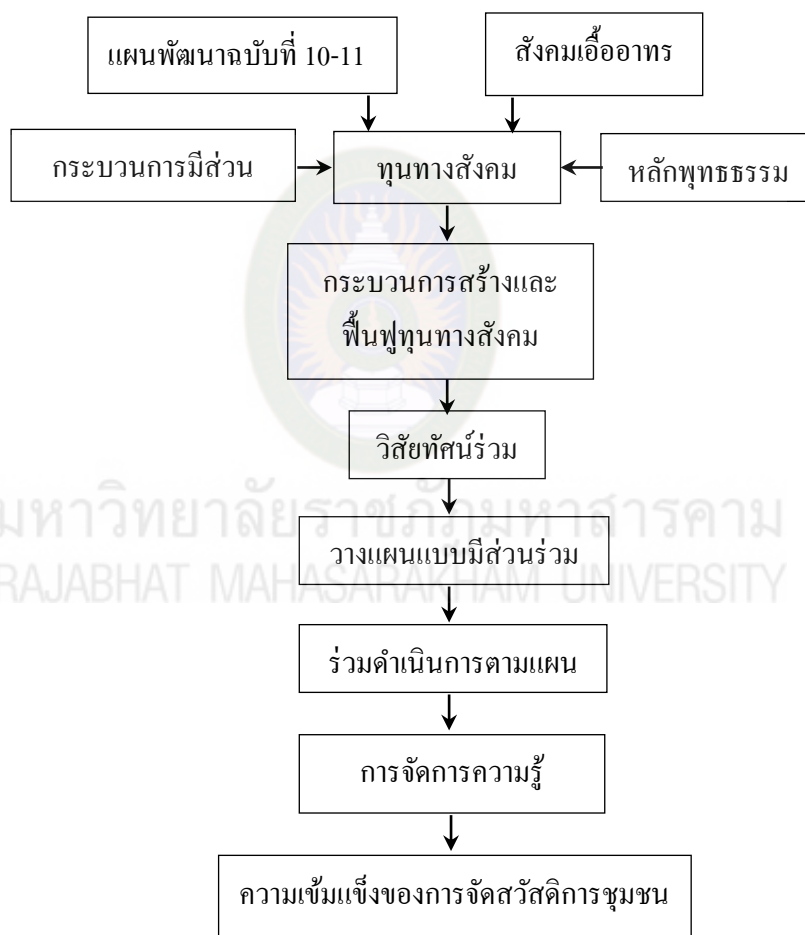 แผนพัฒนาฉบับที่ 10-11
สังคมเอื้ออาทร
กระบวนการมีส่วน
ทุนทางสังคม
หลักพุทธธรรม
กระบวนการสร้างและ
ฟื้นฟูทุนทางสังคม
วิสัยทัศน์ร่วม
มหาวิทยาลัยราชภัฏมหาสารคาม
วางแผนแบบมีส่วนร่วม
RAJABHAT MAHASARAKHAM UNIVERSITY
ร่วมดำเนินการตามแผน
การจัดการความรู้
ความเข้มแข็งของการจัดสวัสดิการชุมชน